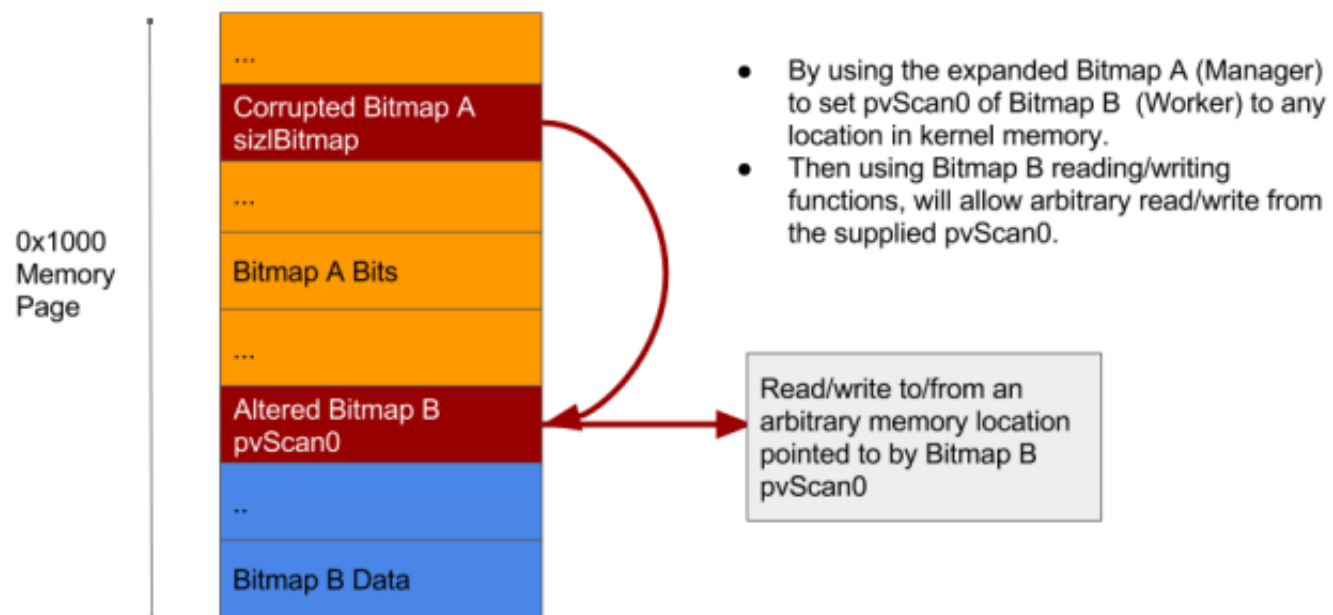 0x1000
Memory
Page
...
Corrupted Bitmap A
sizlBitmap
...
Bitmap A Bits
...
Altered Bitmap B
pvScan0
..
Bitmap B Data
● By using the expanded Bitmap A (Manager)
to set pvScan0 of Bitmap B (Worker) to any
location in kernel memory.
● Then using Bitmap B reading/writing
functions, will allow arbitrary read/write from
the supplied pvScan0.
Read/write to/from an
arbitrary memory location
pointed to by Bitmap B
pvScan0